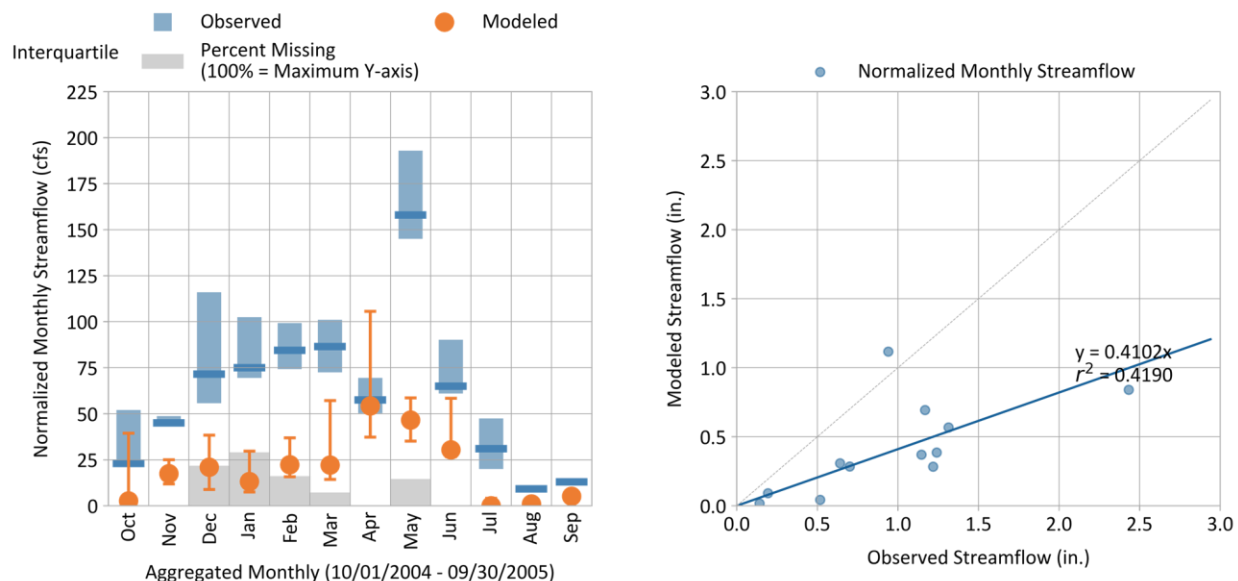 Observed
Modeled
Interquartile
Percent Missing
(100% = Maximum Y-axis)
Normalized Monthly Streamflow (cfs)
225
200
175
150
125
100
75
50
25
0
Oct
Nov
Dec
Jan
Feb
Mar
Apr
May
Jun
Jul
Aug
Sep
Aggregated Monthly (10/01/2004 - 09/30/2005)
Normalized Monthly Streamflow
Modeled Streamflow (in.)
3.0
2.5
2.0
1.5
1.0
0.5
0.0
y = 0.4102x
r² = 0.4190
0.0 0.5 1.0 1.5 2.0 2.5 3.0
Observed Streamflow (in.)